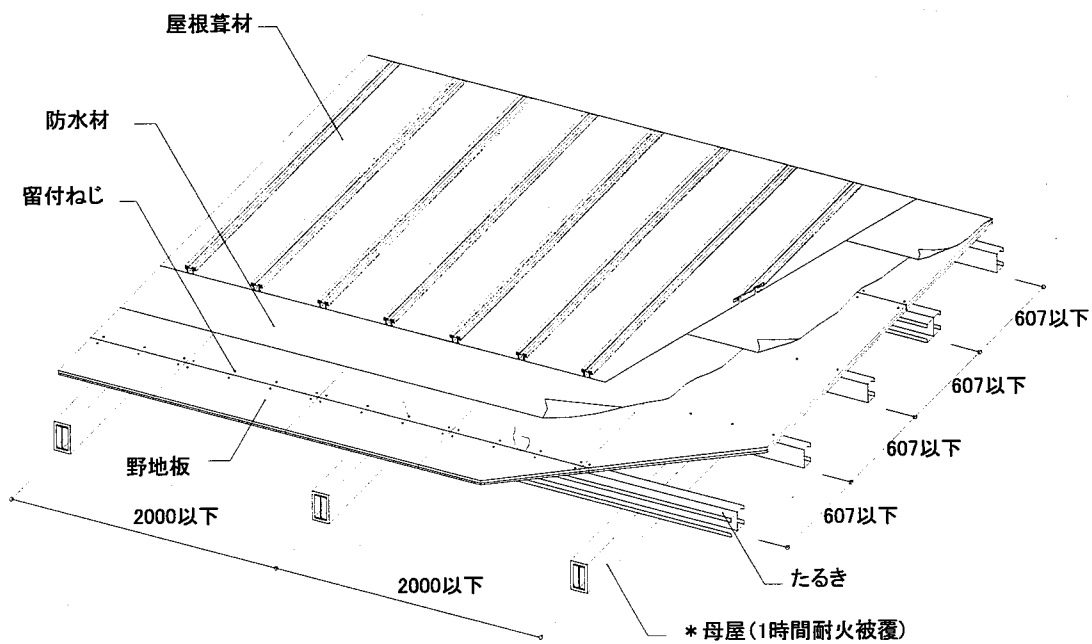 屋根葺材
防水材
留付ねじ
野地板
2000以下
2000以下
607以下
607以下
607以下
607以下
たるき
*母屋(1時間耐火被覆)